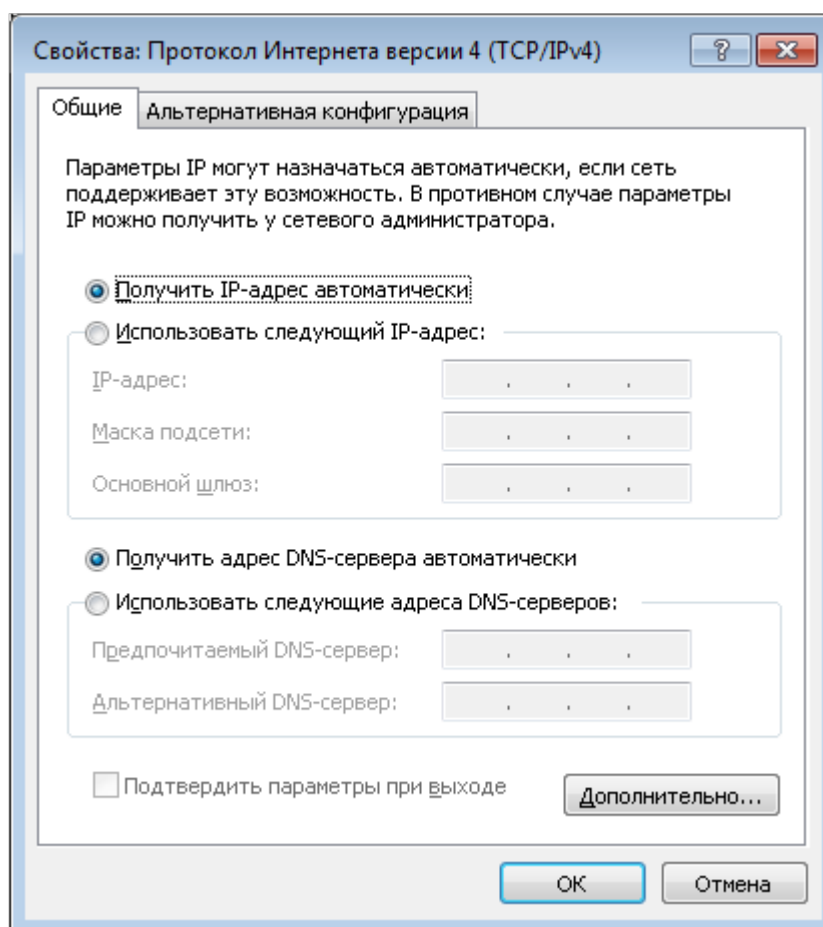 Свойства: Протокол Интернета версии 4 (TCP/IPv4)
Общие
Альтернативная конфигурация
Параметры IP могут назначаться автоматически, если сеть
поддерживает эту возможность. В противном случае параметры
IP можно получить у сетевого администратора.
Получить IP-адрес автоматически
Использовать следующий IP-адрес:
IP-адрес:
Маска подсети:
Основной шлюз:
Получить адрес DNS-сервера автоматически
Использовать следующие адреса DNS-серверов:
Предпочитаемый DNS-сервер:
Альтернативный DNS-сервер:
Подтвердить параметры при выходе
Дополнительно...
ОК
Отмена